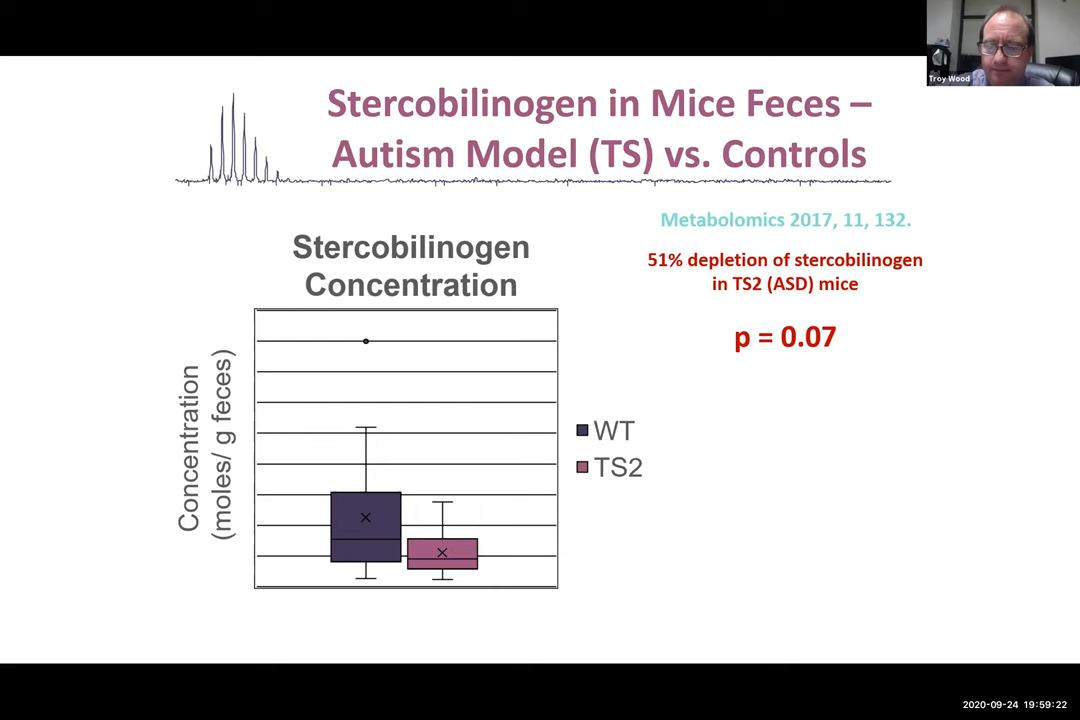 Troy Wood
Stercobilinogen in Mice Feces –
Autism Model (TS) vs. Controls
Metabolomics 2017, 11, 132.
51% depletion of stercobilinogen
in TS2 (ASD) mice
p = 0.07
Stercobilinogen
Concentration
Concentration
(moles/ g feces)
WT
TS2
2020-09-24 19:59:22